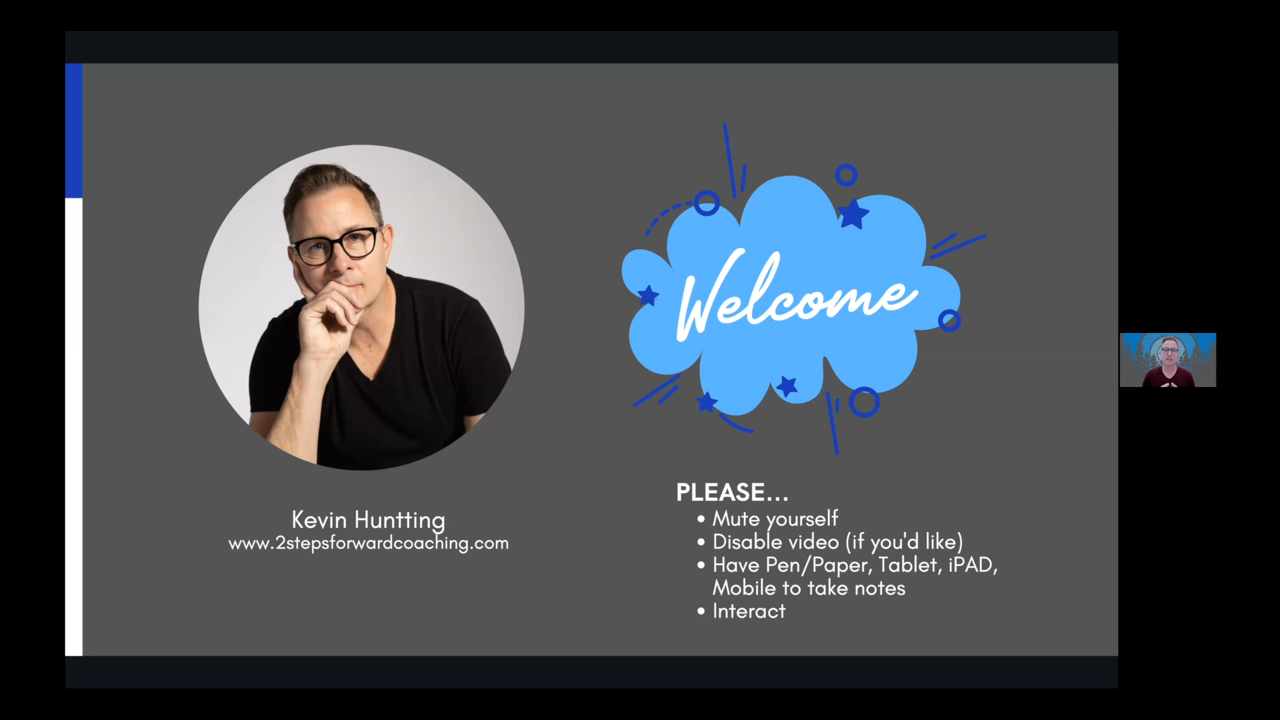 Welcome
Kevin Huntting
www.2stepsforwardcoaching.com
PLEASE...
• Mute yourself
• Disable video (if you'd like)
• Have Pen/Paper, Tablet, iPAD,
Mobile to take notes
• Interact